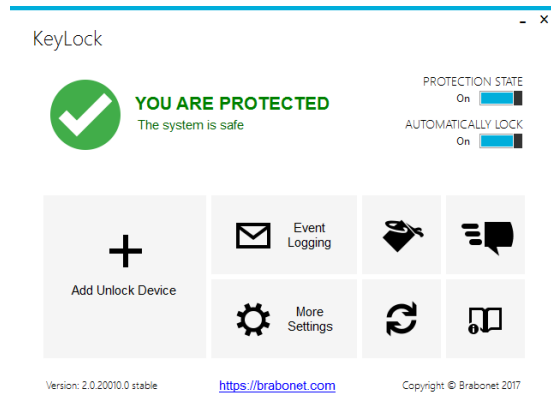 KeyLock
YOU ARE PROTECTED
The system is safe
PROTECTION STATE
On
AUTOMATICALLY LOCK
On
Add Unlock Device
Event
Logging
More
Settings
Version: 2.0.20010.0 stable
https://brabonet.com
Copyright © Brabonet 2017